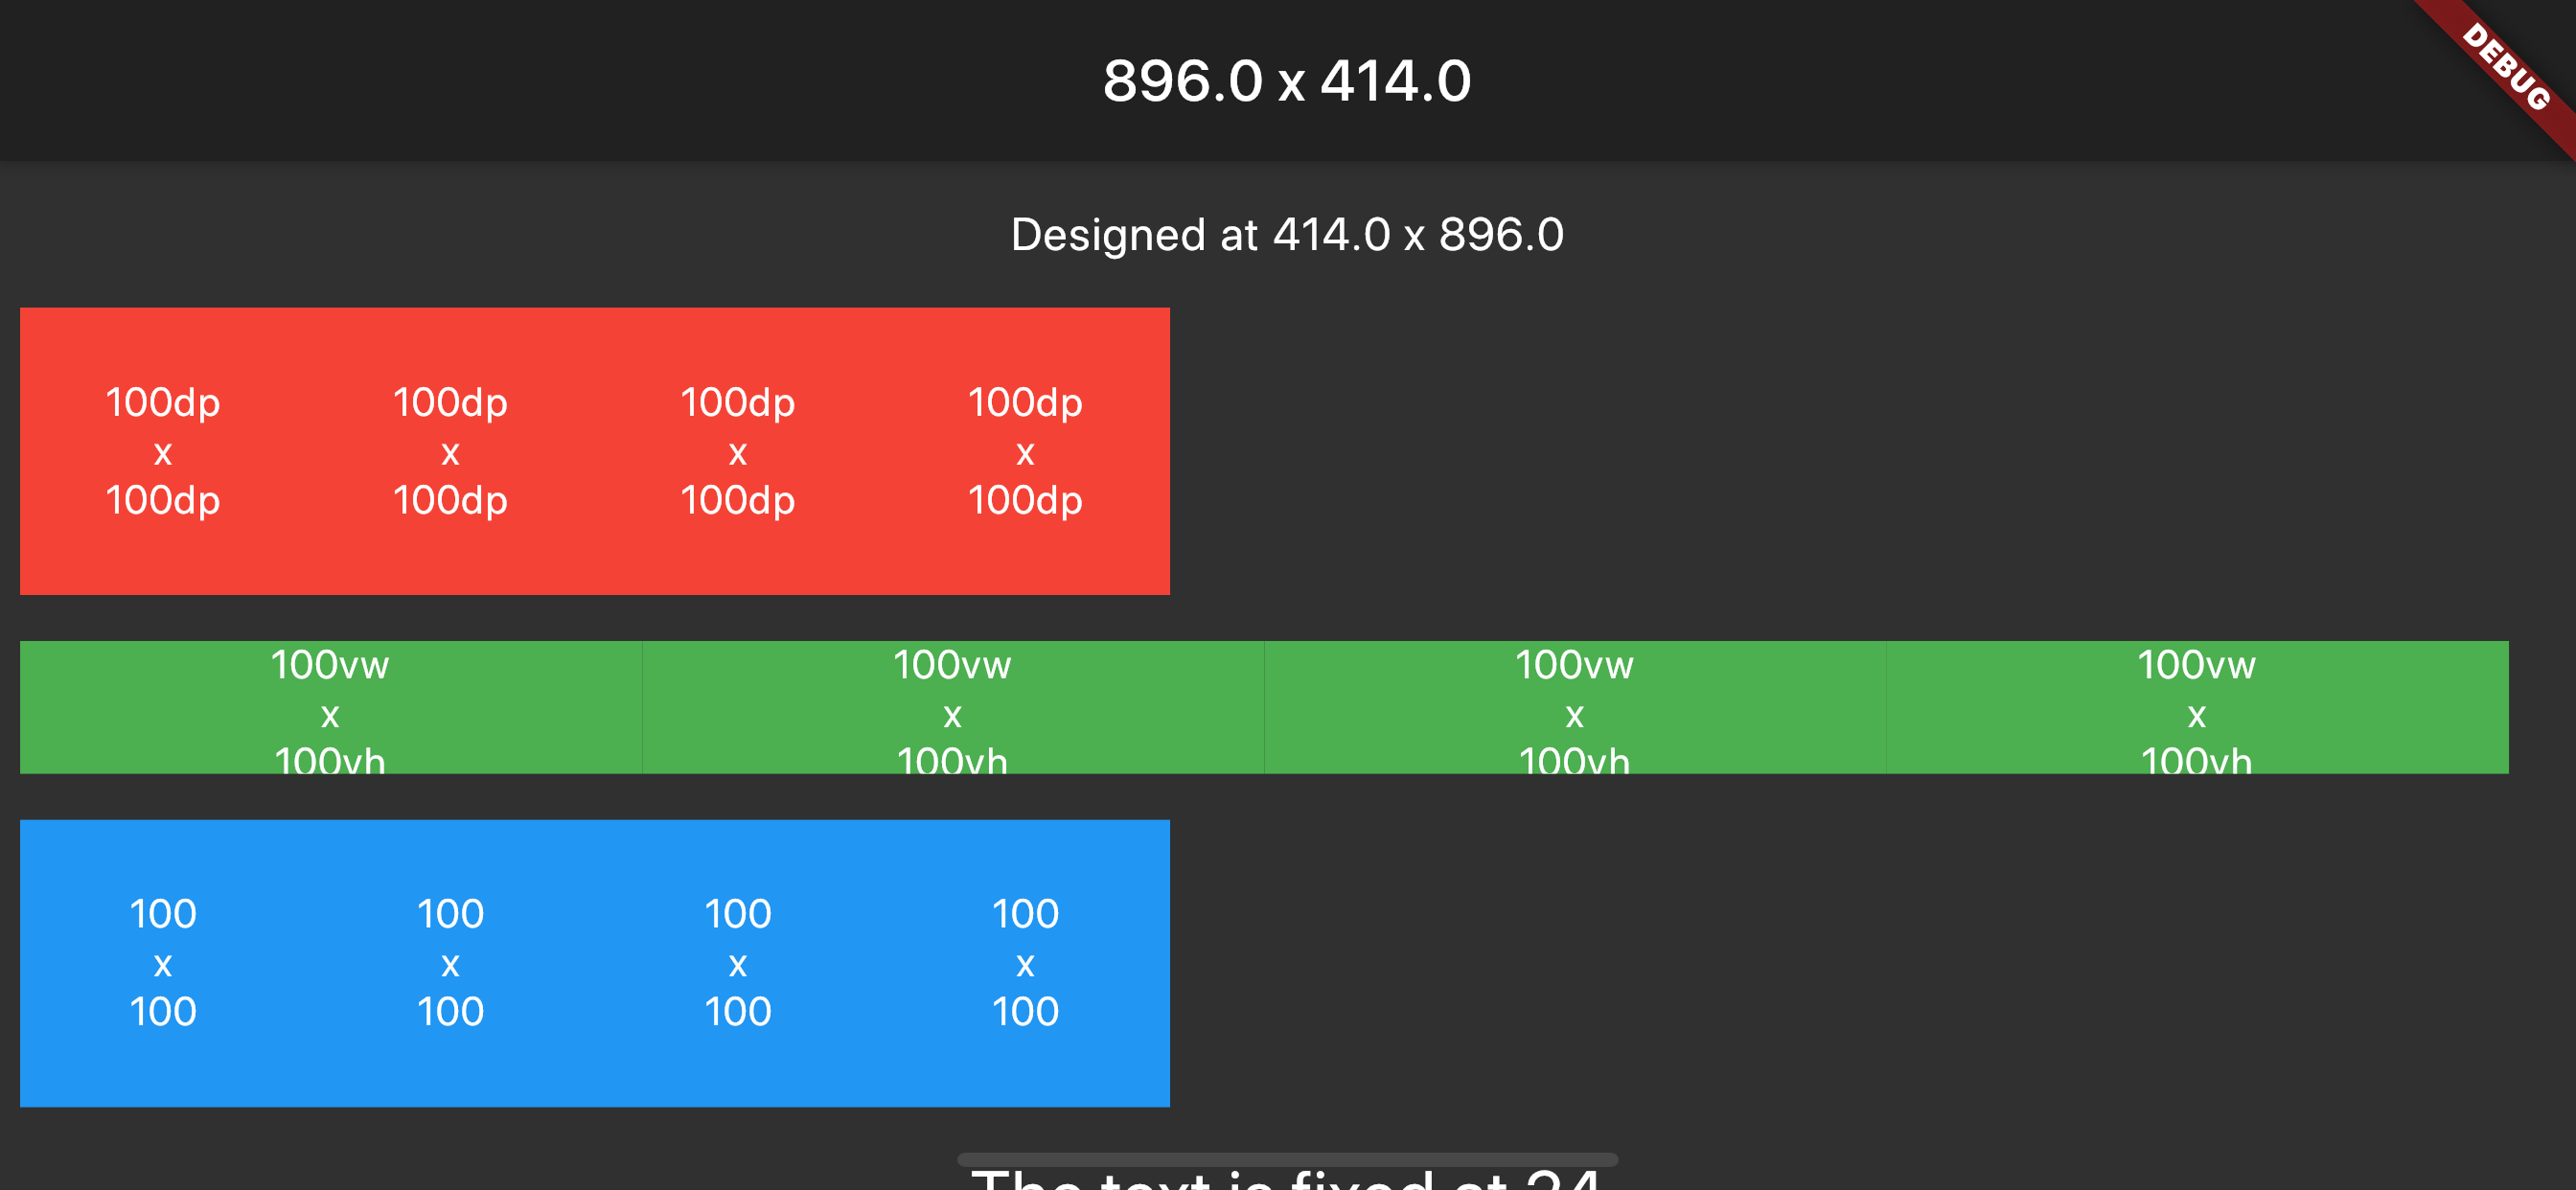 896.0 x 414.0
DEBUG
Designed at 414.0 x 896.0
100dp 100dp 100dp 100dp
x x x x
100dp 100dp 100dp 100dp
100vw 100vw 100vw 100vw
x x x x
100vh 100vh 100vh 100vh
100 100 100 100
x x x x
100 100 100 100
The text is fixed at 24